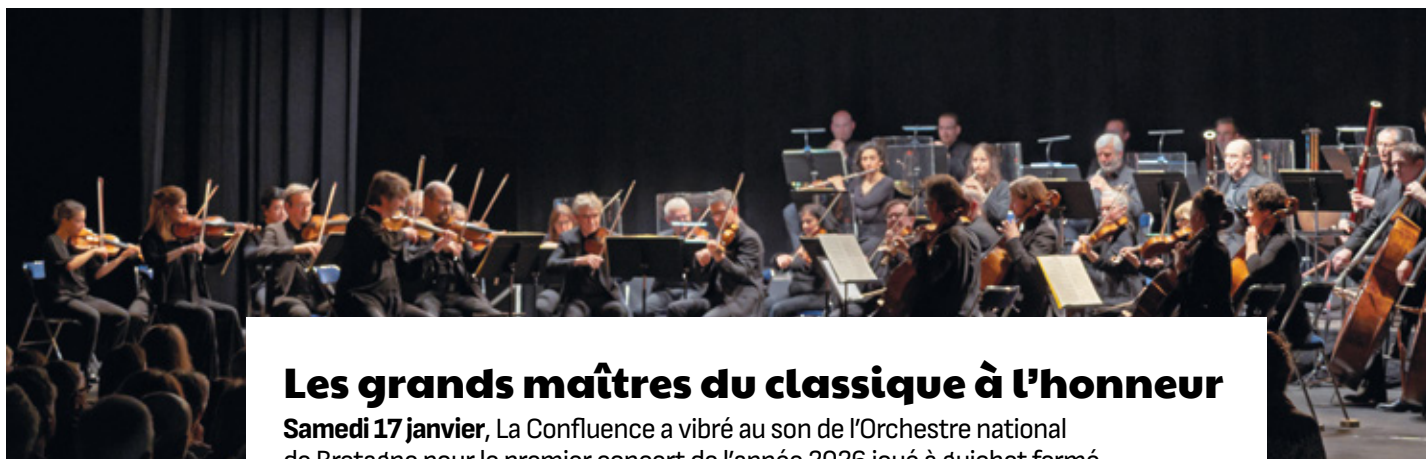 Les grands maîtres du classique à l’honneur
Samedi 17 janvier, La Confluence a vibré au son de l’Orchestre national
de Bretagne pour le premier concert de l’année 2026 joué à guichet fermé